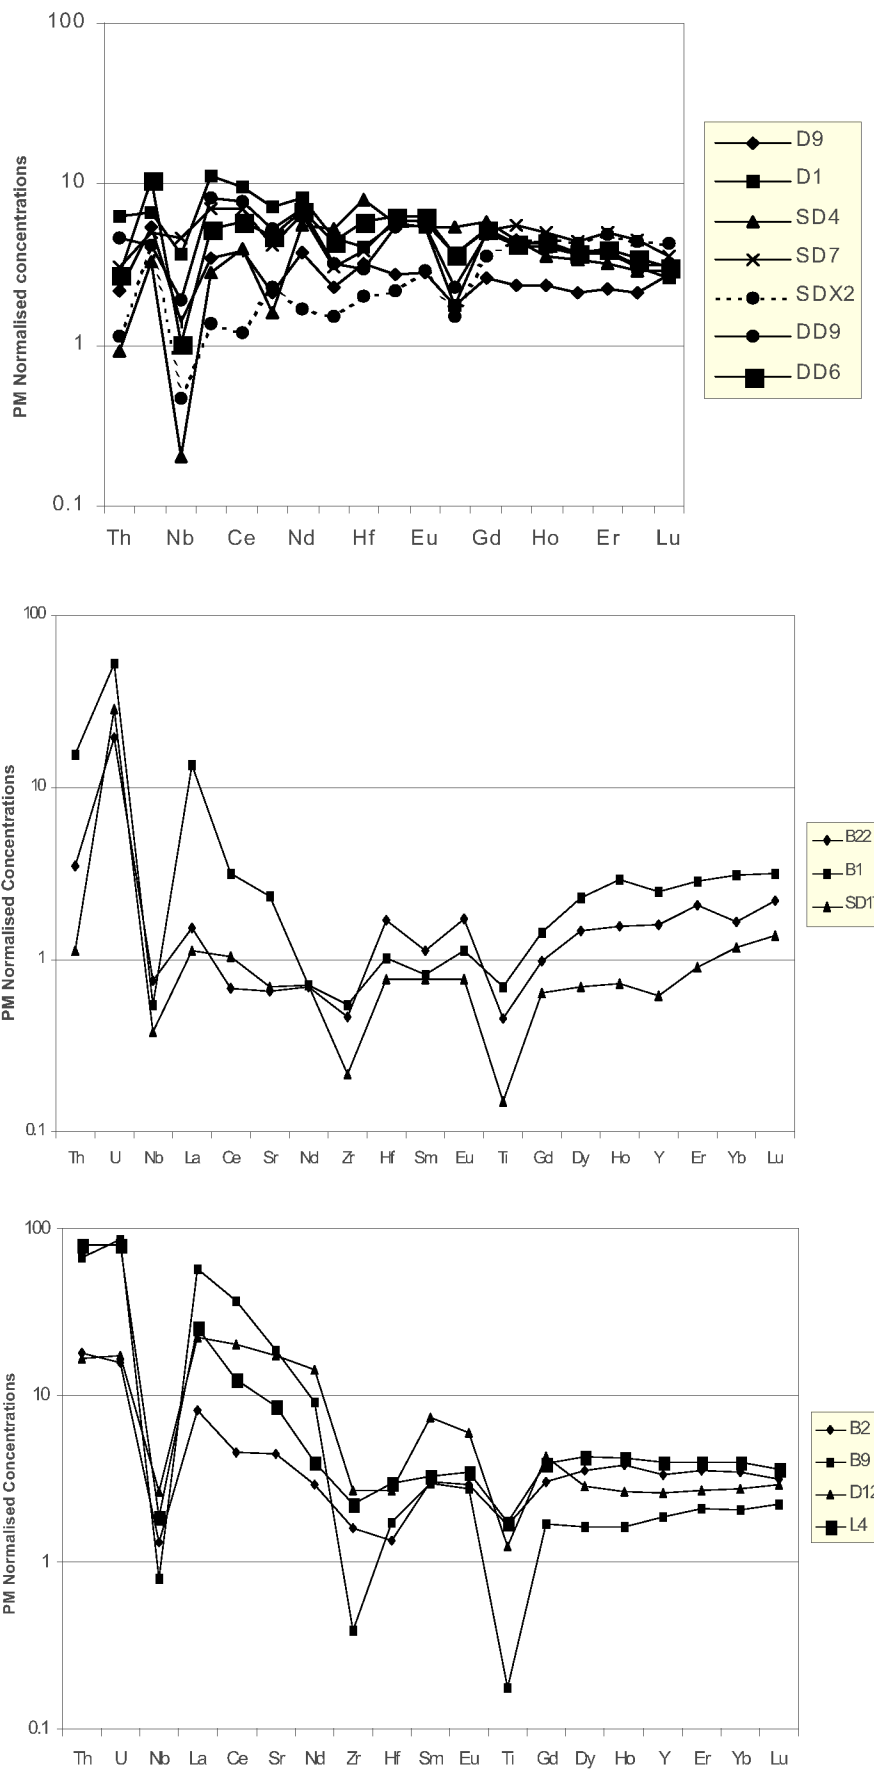 100
10
1
0.1
PM Normalised concentrations
Th Nb Ce Nd Hf Eu Gd Ho Er Lu
D9
D1
SD4
SD7
SDX2
DD9
DD6
100
10
1
0.1
PM Normalised Concentrations
Th U Nb La Ce Sr Nd Zr Hf Sm Eu Ti Gd Dy Ho Y Er Yb Lu
B22
B1
SD1
100
10
1
0.1
PM Normalised Concentrations
Th U Nb La Ce Sr Nd Zr Hf Sm Eu Ti Gd Dy Ho Y Er Yb Lu
B2
B9
D12
L4